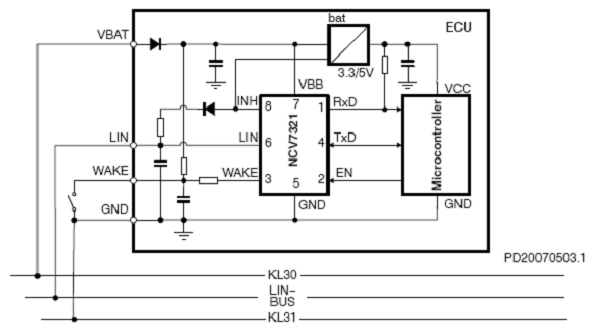 bat
ECU
VBAT
3.3/5V
VBB
VCC
INH
8
7
1
RxD
LIN
LIN
6
NCV7321
4
TxD
Microcontroller
WAKE
WAKE
3
5
2
EN
GND
GND
GND
PD20070503.1
KL30
LIN-
BUS
KL31